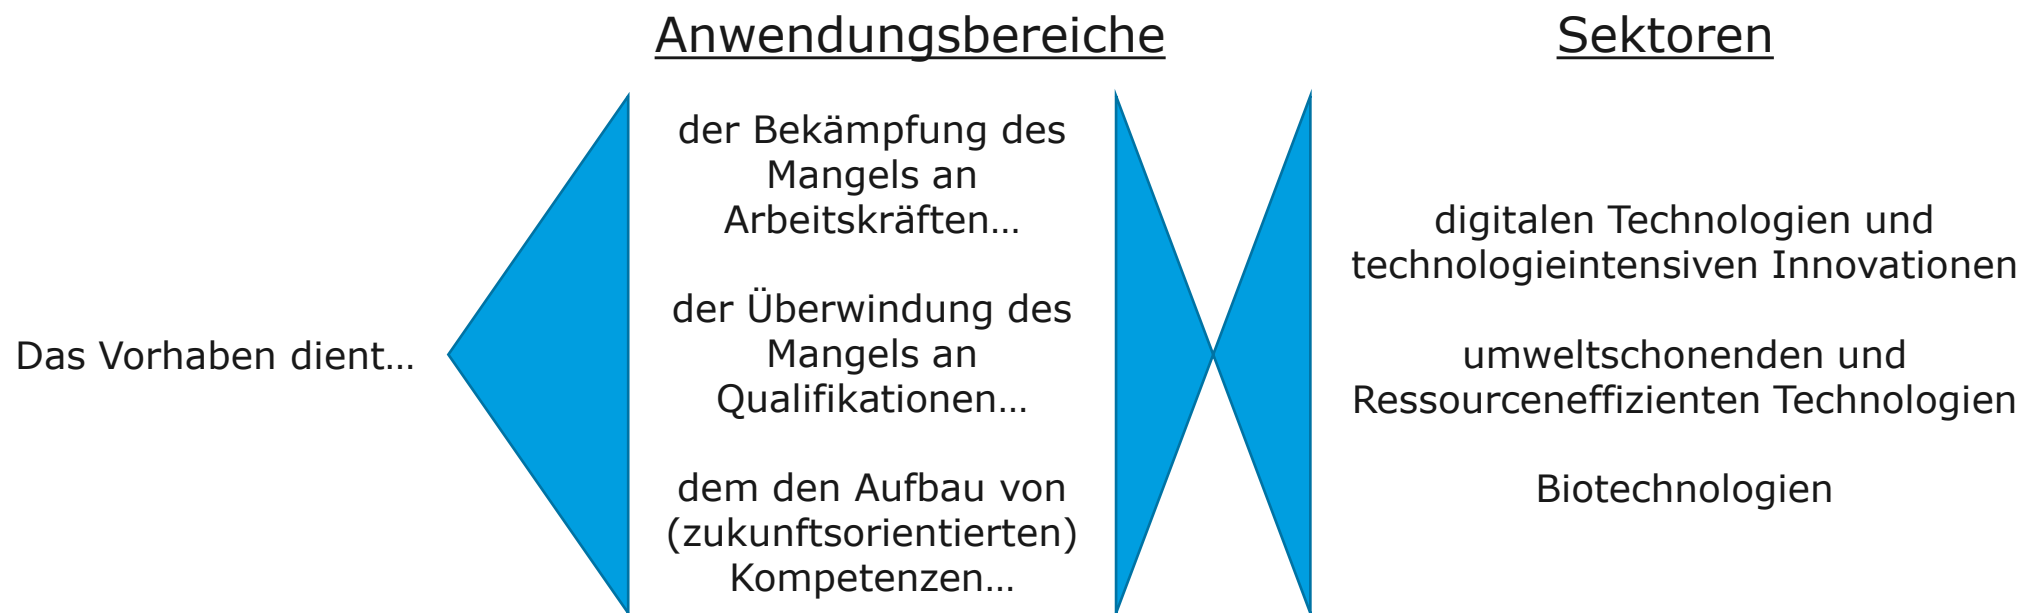 Anwendungsbereiche
Sektoren
Das Vorhaben dient…
der Bekämpfung des
Mangels an
Arbeitskräften…
der Überwindung des
Mangels an
Qualifikationen…
dem den Aufbau von
(zukunftsorientierten)
Kompetenzen…
digitalen Technologien und
technologieintensiven Innovationen
umweltschonenden und
Ressourceneffizienten Technologien
Biotechnologien